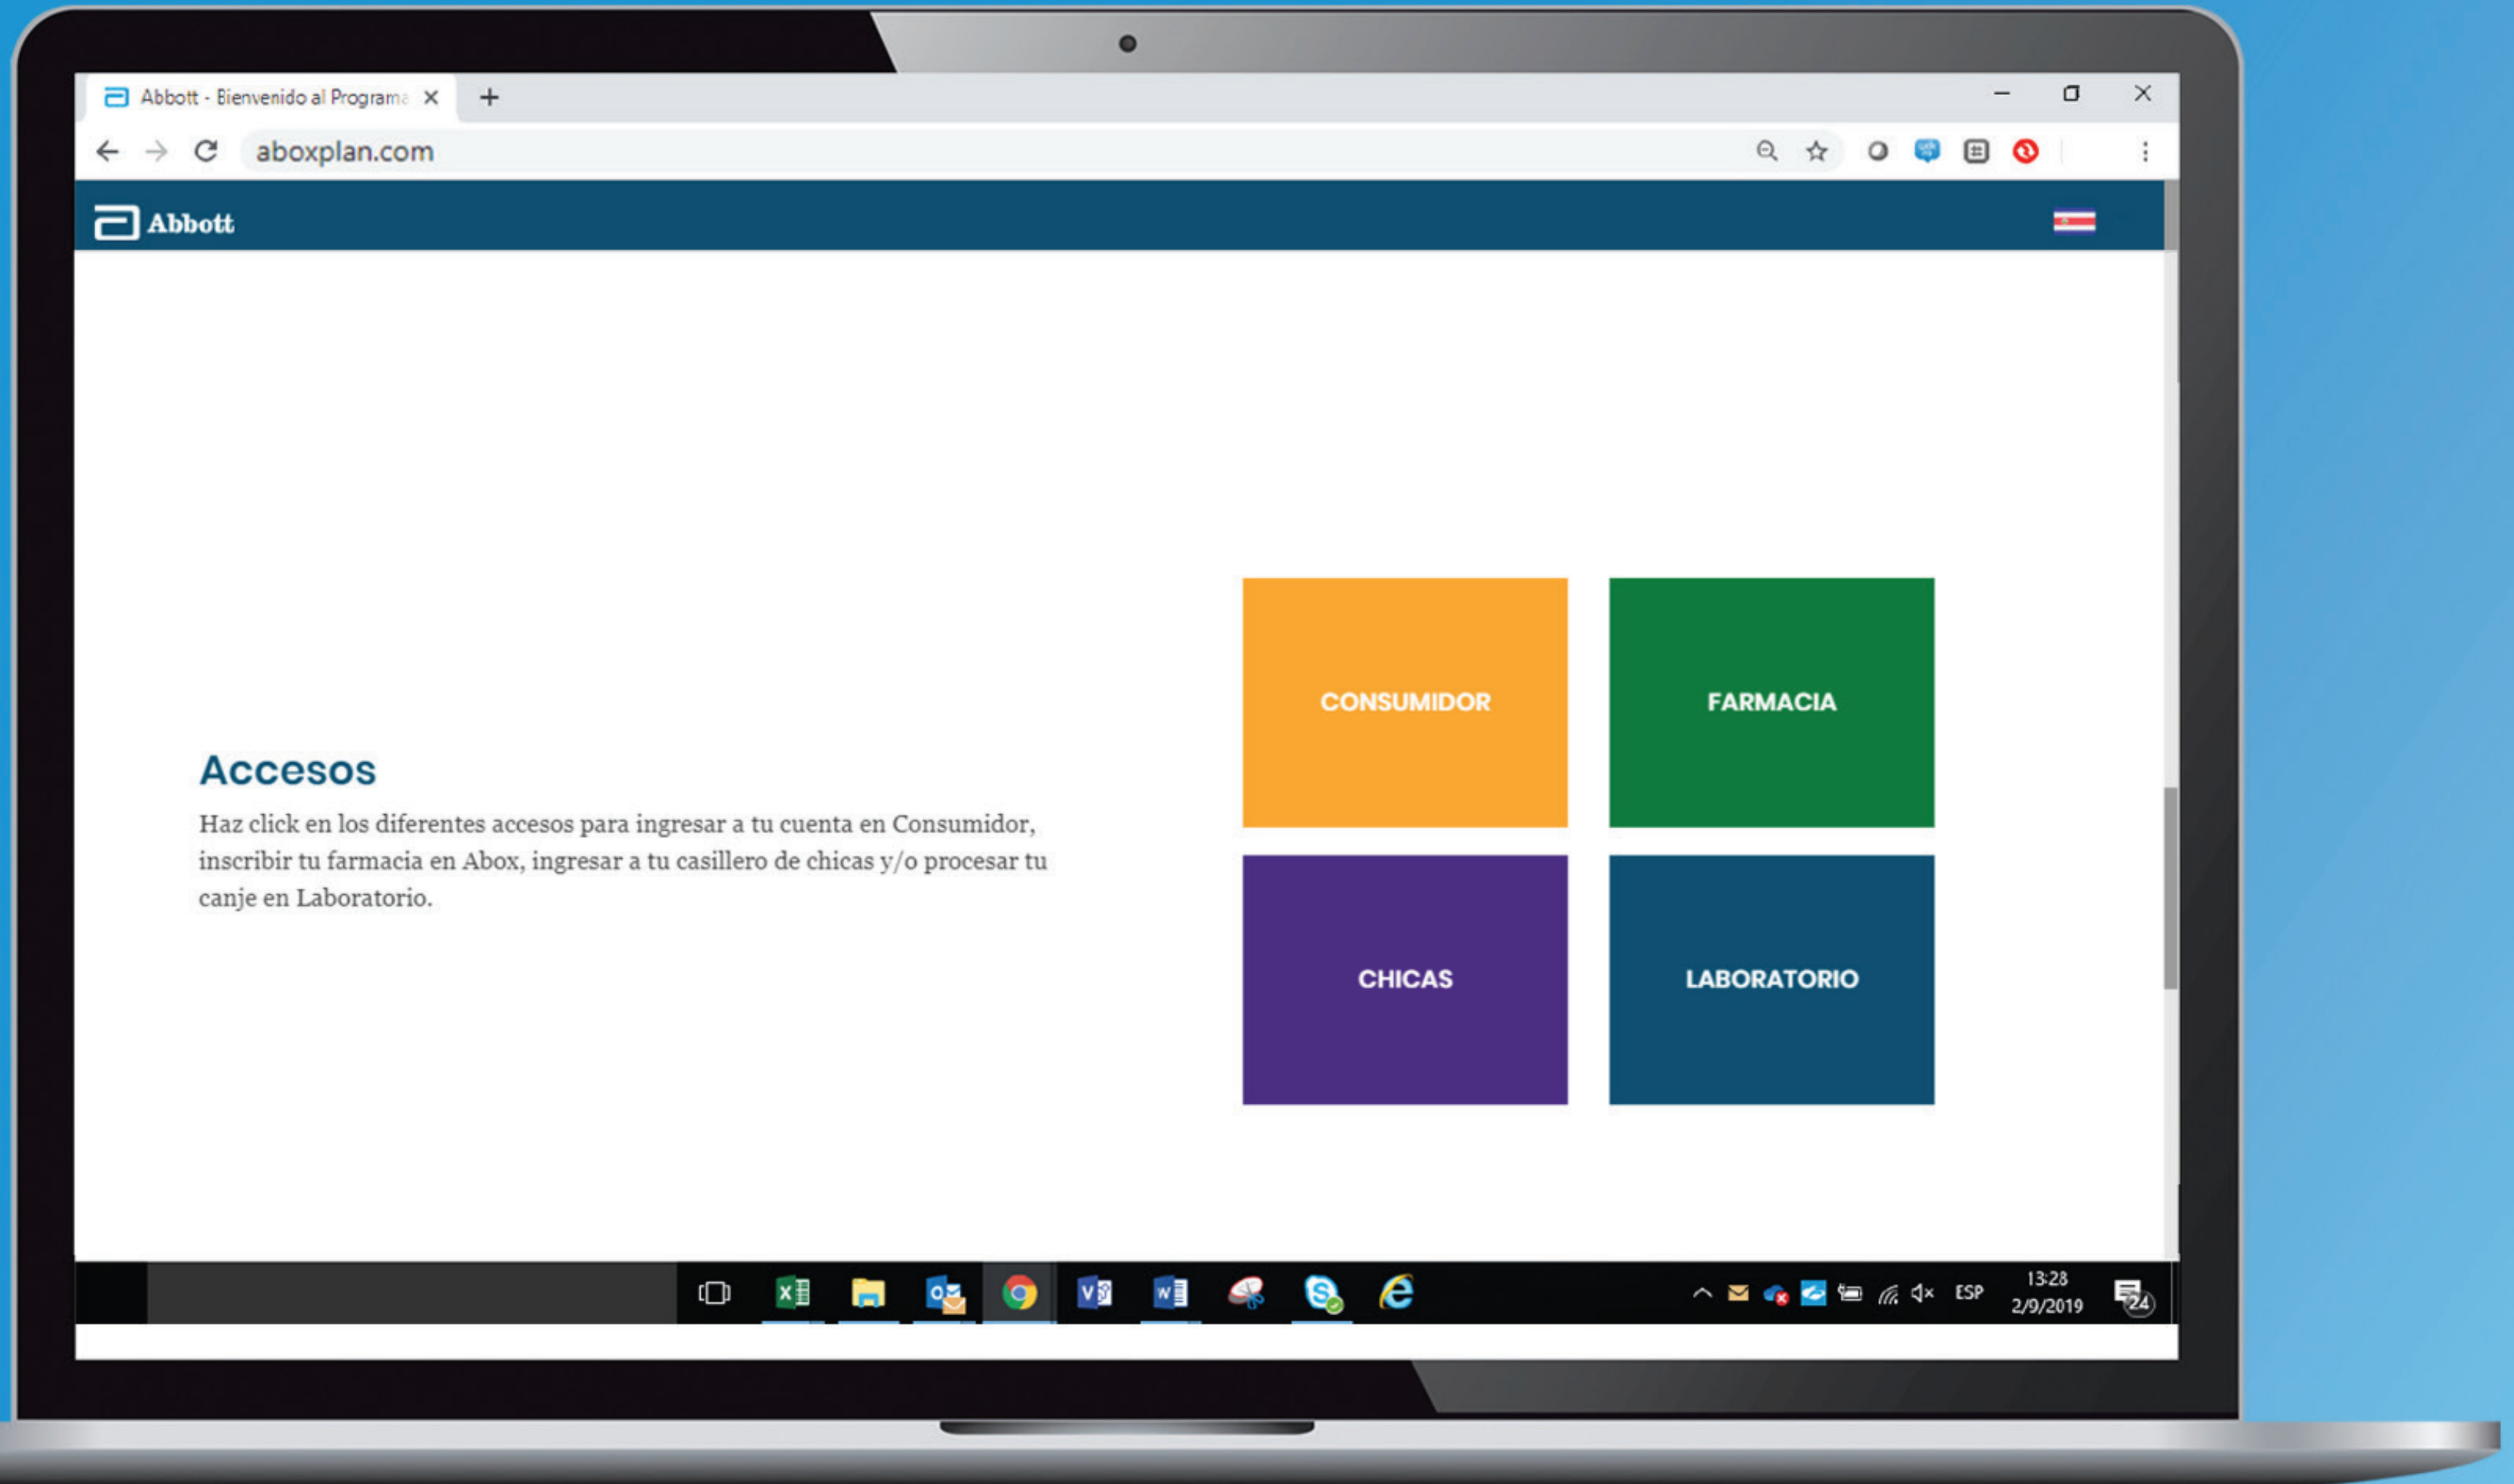 Abbott - Bienvenido al Programa
aboxplan.com
Abbott
CONSUMIDOR
FARMACIA
Accesos
Haz click en los diferentes accesos para ingresar a tu cuenta en Consumidor,
inscribir tu farmacia en Abox, ingresar a tu casillero de chicas y/o procesar tu
canje en Laboratorio.
CHICAS
LABORATORIO
ESP
13:28
2/9/2019
24